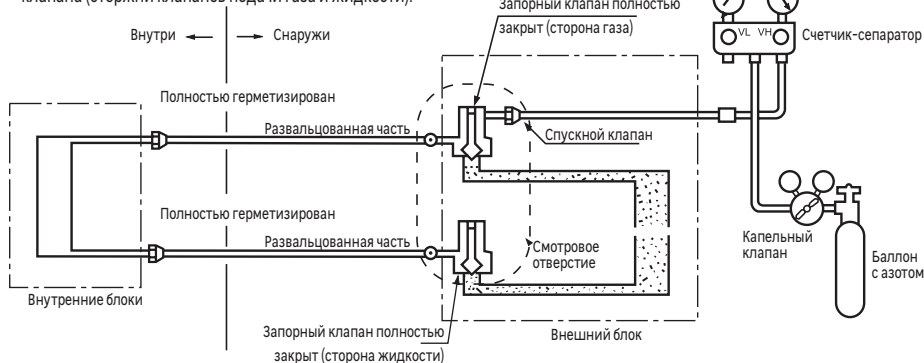 клапана (стержни клапанов подачи газа и жидкости).
Запорный клапан полностью
закрыт (сторона газа)
VL VH
Счетчик-сепаратор
Внутри
Снаружи
Полностью герметизирован
Развальцованная часть
Спускной клапан
Полностью герметизирован
Развальцованная часть
Смотровое
отверстие
Капельный
клапан
Баллон
с азотом
Внутренние блоки
Внешний блок
Запорный клапан полностью
закрыт (сторона жидкости)